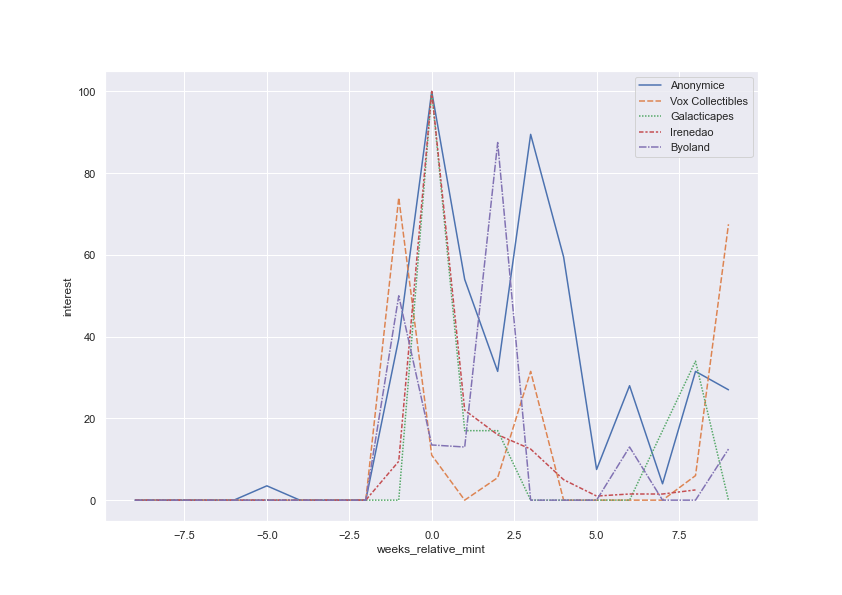 100
80
60
40
20
0
interest
−7.5
−5.0
−2.5
0.0
2.5
5.0
7.5
weeks_relative_mint
Anonymice
Vox Collectibles
Galacticapes
Irenedao
Byoland